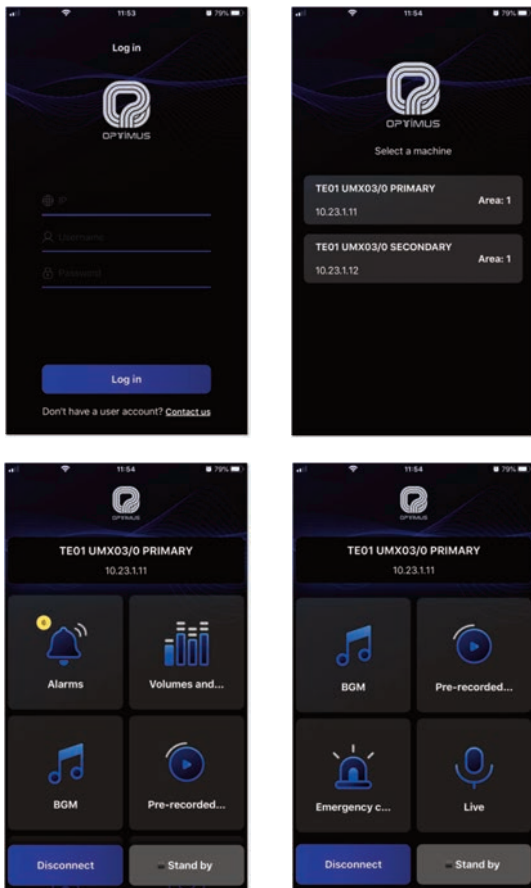 11:53
79%
Log in
OPTIMUS
IP
Username
Password
Log in
Don't have a user account? Contact us
11:54
79%
OPTIMUS
Select a machine
TE01 UMX03/0 PRIMARY
Area: 1
10.23.1.11
TE01 UMX03/0 SECONDARY
Area: 1
10.23.1.12
11:54
79%
OPTIMUS
TE01 UMX03/0 PRIMARY
10.23.1.11
6
Alarms
Volumes and...
BGM
Pre-recorded...
Disconnect
Stand by
11:54
79%
OPTIMUS
TE01 UMX03/0 PRIMARY
10.23.1.11
BGM
Pre-recorded...
Emergency c...
Live
Disconnect
Stand by